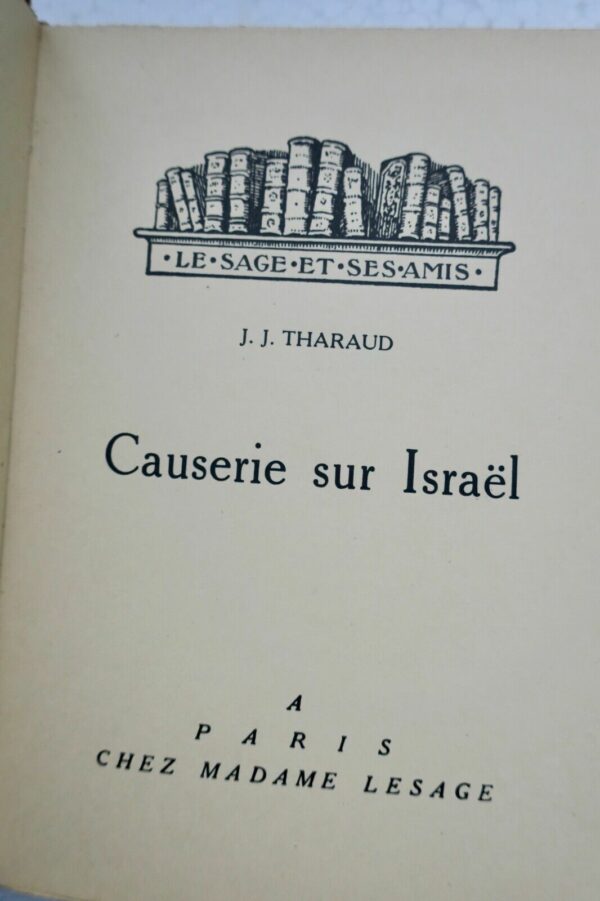 ·LE·SAGE·ET·SES·AMIS·
J. J. THARAUD
Causerie sur Israël
A
PARIS
CHEZ MADAME LESAGE